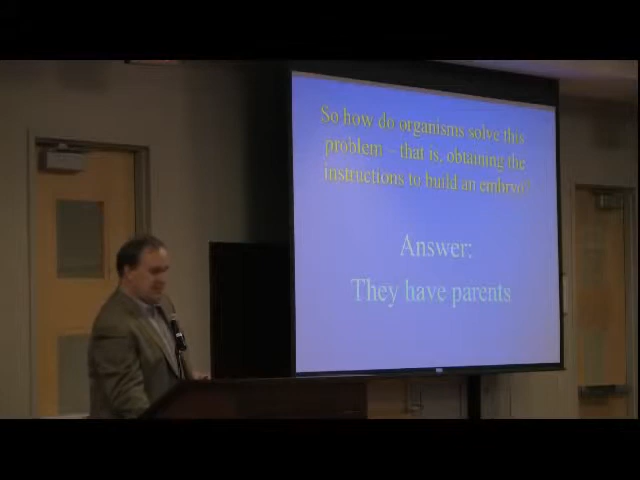 So how do organisms solve this
problem – that is, obtaining the
instructions to build an embryo?
Answer:
They have parents